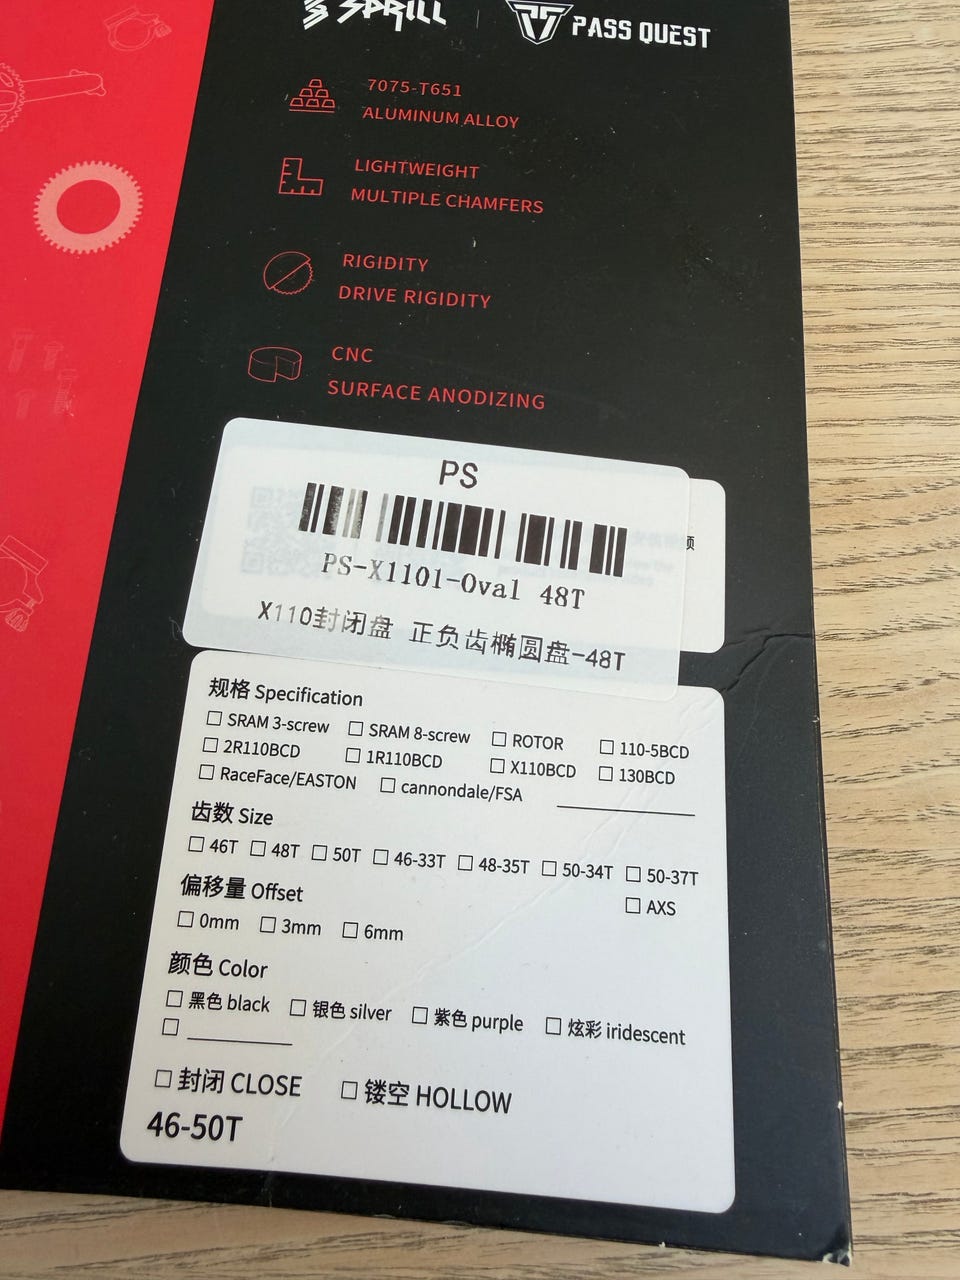 SPRILL
PASS QUEST
7075-T651
ALUMINUM ALLOY
LIGHTWEIGHT
MULTIPLE CHAMFERS
RIGIDITY
DRIVE RIGIDITY
CNC
SURFACE ANODIZING
PS
频
PS-X1101-Oval 48T
X110封闭盘 正负齿椭圆盘-48T
规格 Specification
□ SRAM 3-screw □ SRAM 8-screw □ ROTOR □ 110-5BCD
□ 2R110BCD □ 1R110BCD □ X110BCD □ 130BCD
□ RaceFace/EASTON □ cannondale/FSA
齿数 Size
□ 46T □ 48T □ 50T □ 46-33T □ 48-35T □ 50-34T □ 50-37T
□ AXS
偏移量 Offset
□ 0mm □ 3mm □ 6mm
颜色 Color
□ 黑色 black □ 银色 silver □ 紫色 purple □ 炫彩 iridescent
□ 封闭 CLOSE □ 镂空 HOLLOW
46-50T